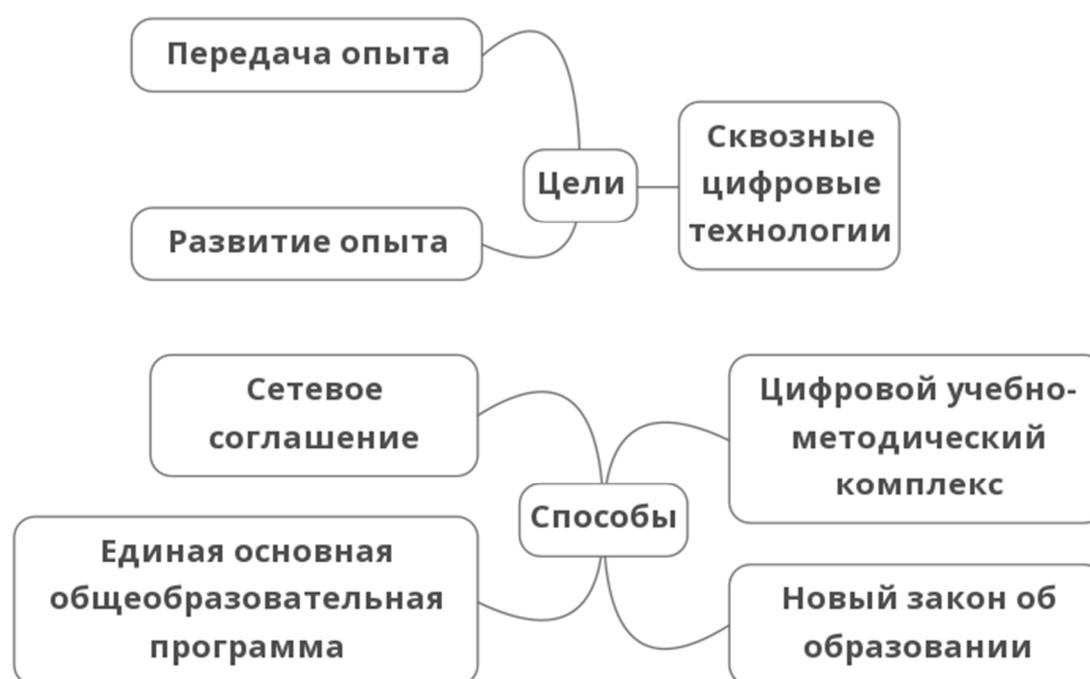 Передача опыта
Развитие опыта
Цели
Сквозные
цифровые
технологии
Сетевое
соглашение
Единая основная
общеобразовательная
программа
Способы
Цифровой учебно-
методический
комплекс
Новый закон об
образовании